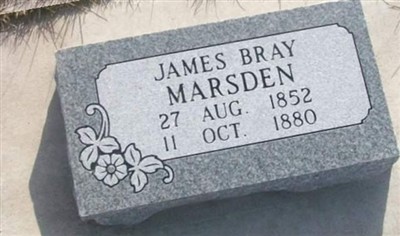 JAMES BRAY
MARSDEN
27 AUG. 1852
11 OCT. 1880